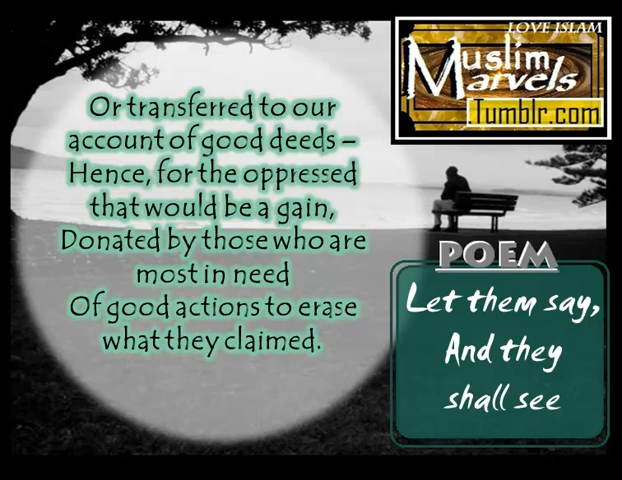 LOVE ISLAM
Muslim
Marvels
Tumblr.com
Or transferred to our
account of good deeds –
Hence, for the oppressed
that would be a gain,
Donated by those who are
most in need
Of good actions to erase
what they claimed.
POEM
Let them say,
And they
shall see